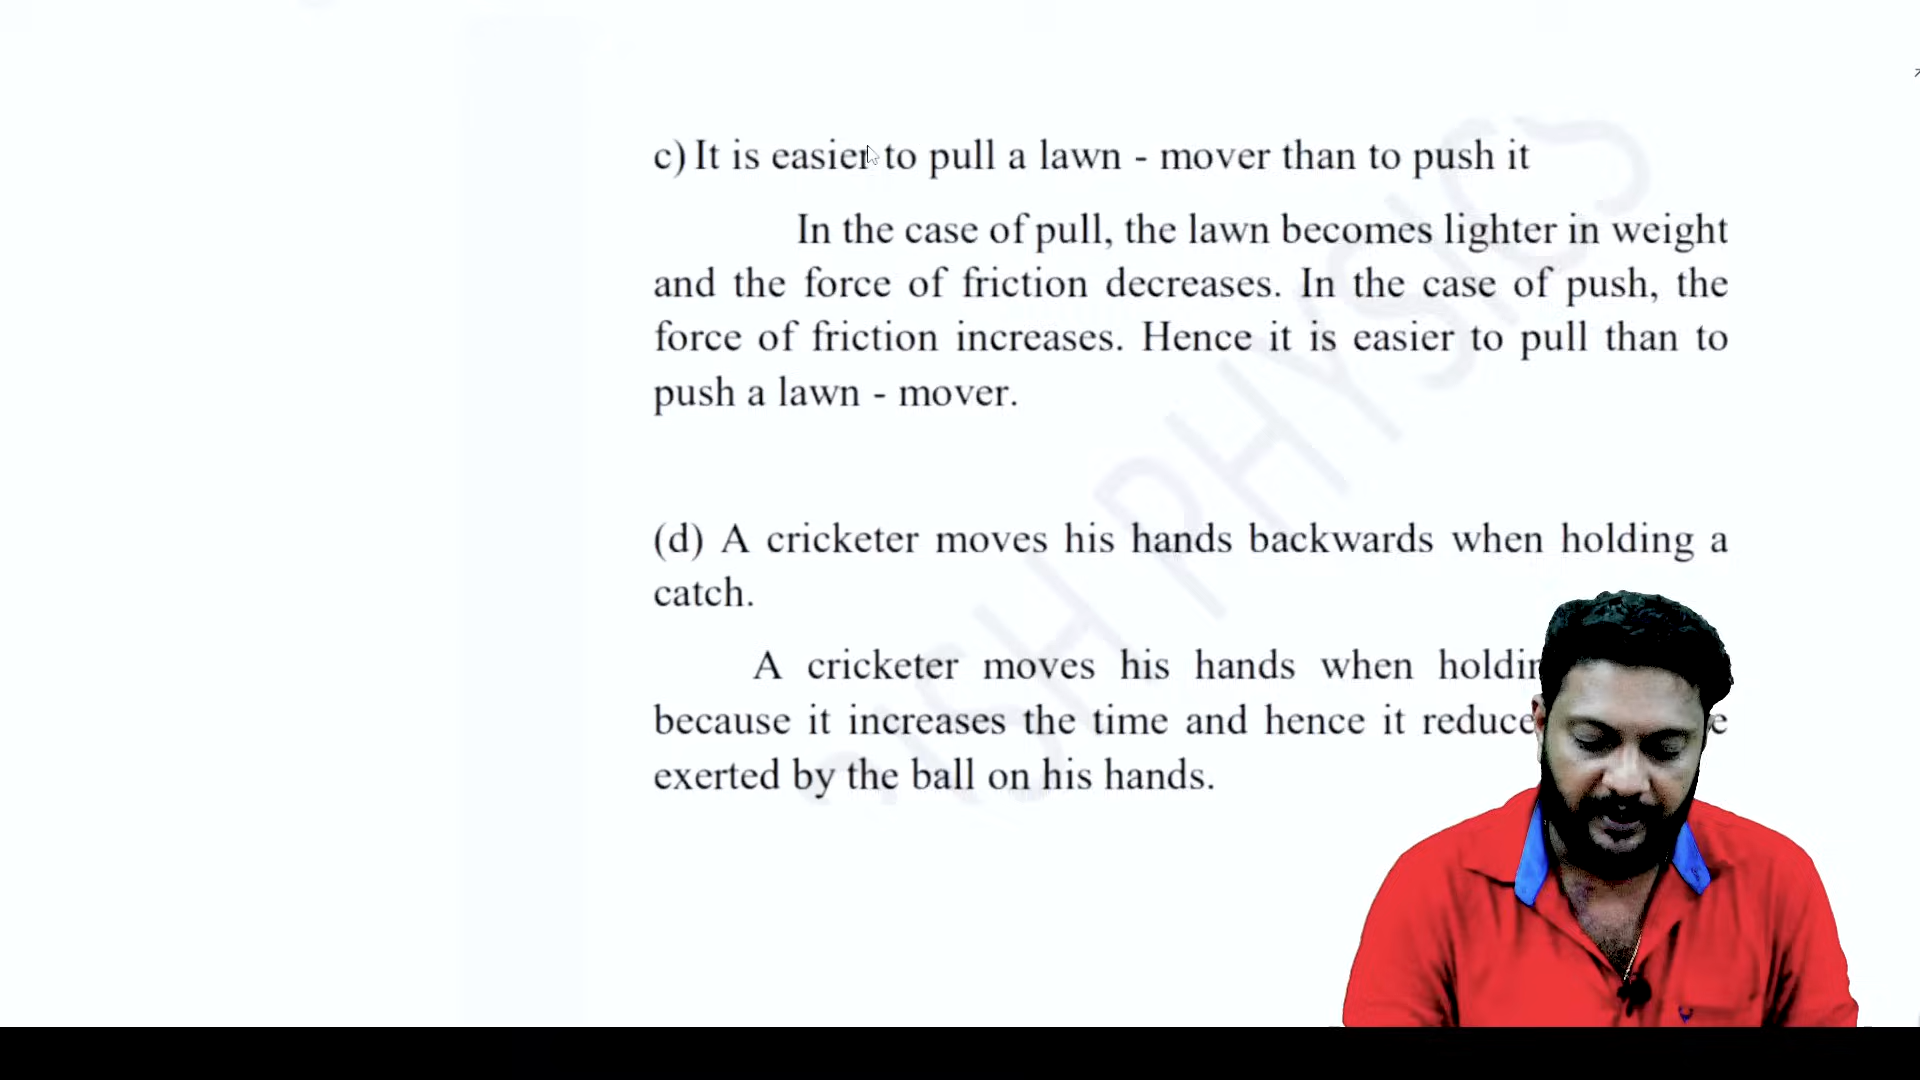 c) It is easier to pull a lawn - mover than to push it
In the case of pull, the lawn becomes lighter in weight
and the force of friction decreases. In the case of push, the
force of friction increases. Hence it is easier to pull than to
push a lawn - mover.
(d) A cricketer moves his hands backwards when holding a
catch.
A cricketer moves his hands when
because it increases the time and hence it
exerted by the ball on his hands.
PHYSICS